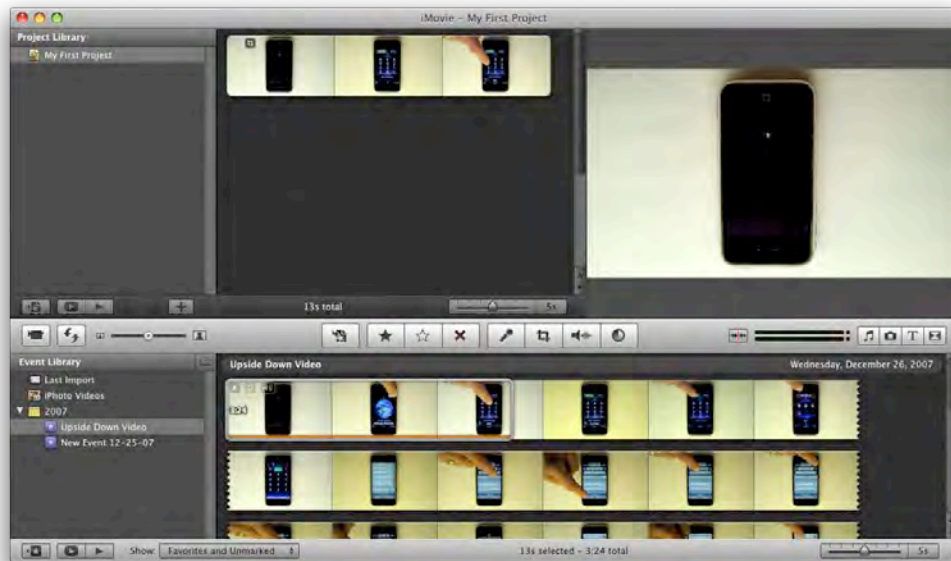 iMovie – My First Project
Project Library
My First Project
13s total
5s
Event Library
Last Import
iPhoto Videos
2007
Upside Down Video
New Event 12-25-07
Upside Down Video
Wednesday, December 26, 2007
Show:
Favorites and Unmarked
13s selected – 3:24 total
5s